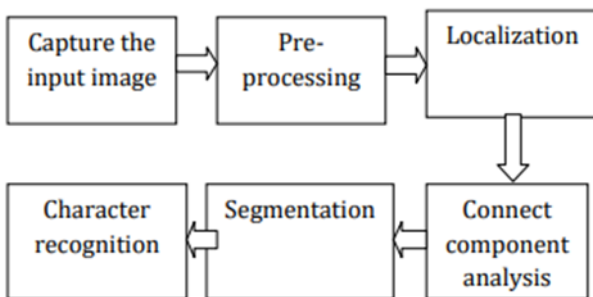 Capture the
input image
Pre-
processing
Localization
Character
recognition
Segmentation
Connect
component
analysis